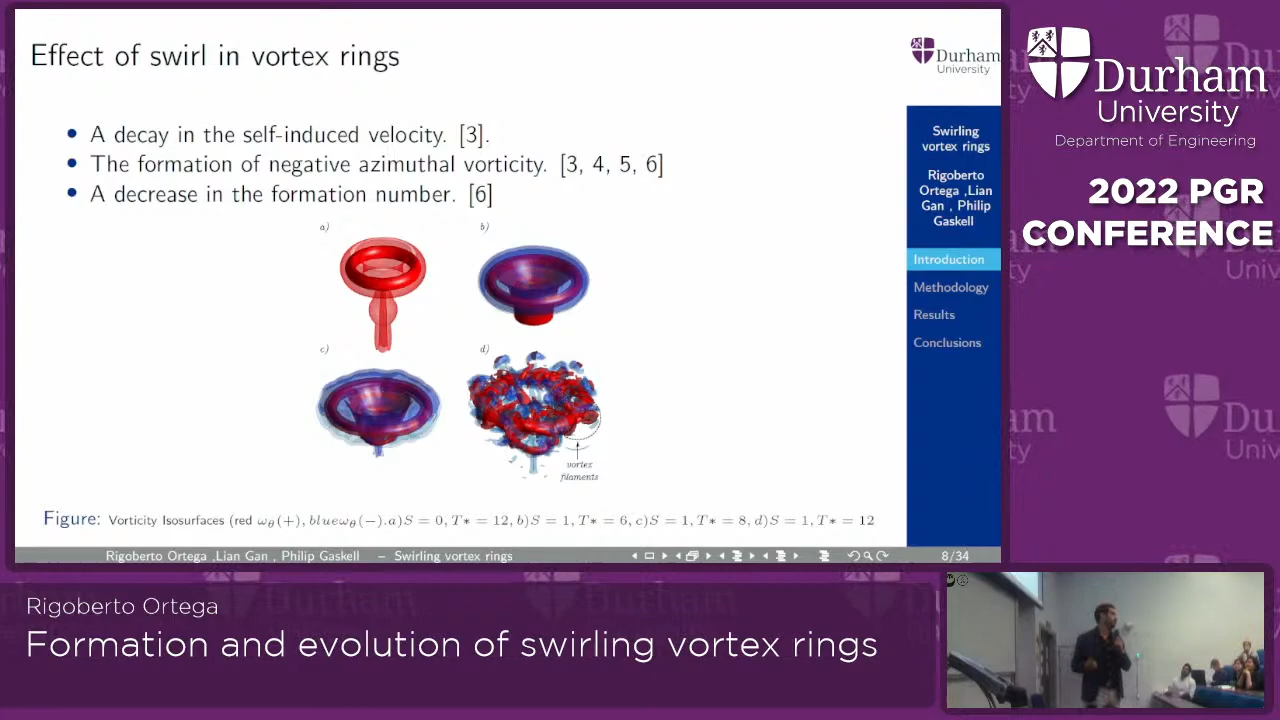 Effect of swirl in vortex rings
Durham
University
• A decay in the self-induced velocity. [3].
• The formation of negative azimuthal vorticity. [3, 4, 5, 6]
• A decrease in the formation number. [6]
a)
b)
c)
d)
vortex
filaments
Figure: Vorticity Isosurfaces (red ωθ(+), blueωθ(−).a)S = 0, T∗ = 12, b)S = 1, T∗ = 6, c)S = 1, T∗ = 8, d)S = 1, T∗ = 12
Swirling
vortex rings
Rigoberto
Ortega ,Lian
Gan , Philip
Gaskell
Introduction
Methodology
Results
Conclusions
Rigoberto Ortega ,Lian Gan , Philip Gaskell – Swirling vortex rings
8/34
Durham
University
Department of Engineering
2022 PGR
CONFERENCE
Rigoberto Ortega
Formation and evolution of swirling vortex rings